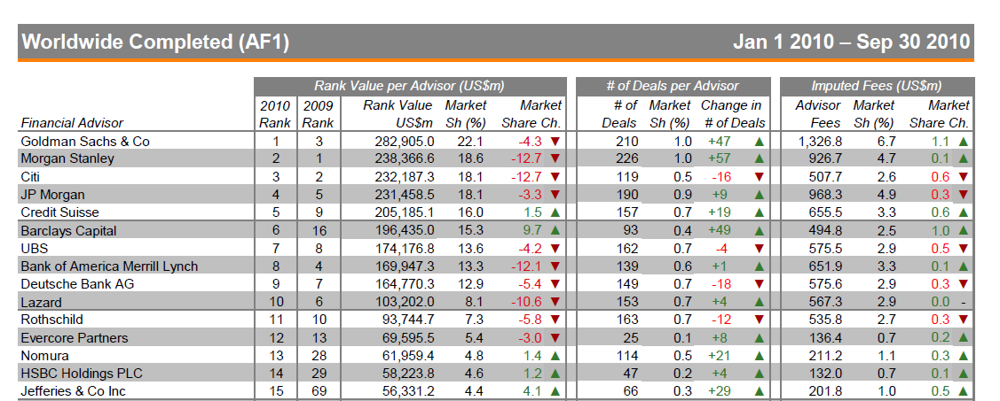 Worldwide Completed (AF1) Jan 1 2010 – Sep 30 2010
Rank Value per Advisor (US$m) # of Deals per Advisor Imputed Fees (US$m)
2010 2009 Rank Value Market Market # of Market Change in Advisor Market Market
Financial Advisor Rank Rank US$m Sh (%) Share Ch. Deals Sh (%) # of Deals Fees Sh (%) Share Ch.
Goldman Sachs & Co 1 3 282,905.0 22.1 -4.3 ▼ 210 1.0 +47 ▲ 1,326.8 6.7 1.1 ▲
Morgan Stanley 2 1 238,366.6 18.6 -12.7 ▼ 226 1.0 +57 ▲ 926.7 4.7 0.1 ▲
Citi 3 2 232,187.3 18.1 -12.7 ▼ 119 0.5 -16 ▼ 507.7 2.6 0.6 ▼
JP Morgan 4 5 231,458.5 18.1 -3.3 ▼ 190 0.9 +9 ▲ 968.3 4.9 0.3 ▼
Credit Suisse 5 9 205,185.1 16.0 1.5 ▲ 157 0.7 +19 ▲ 655.5 3.3 0.6 ▲
Barclays Capital 6 16 196,435.0 15.3 9.7 ▲ 93 0.4 +49 ▲ 494.8 2.5 1.0 ▲
UBS 7 8 174,176.8 13.6 -4.2 ▼ 162 0.7 -4 ▼ 575.5 2.9 0.5 ▼
Bank of America Merrill Lynch 8 4 169,947.3 13.3 -12.1 ▼ 139 0.6 +1 ▲ 651.9 3.3 0.1 ▲
Deutsche Bank AG 9 7 164,770.3 12.9 -5.4 ▼ 149 0.7 -18 ▼ 575.6 2.9 0.3 ▼
Lazard 10 6 103,202.0 8.1 -10.6 ▼ 153 0.7 +4 ▲ 567.3 2.9 0.0 -
Rothschild 11 10 93,744.7 7.3 -5.8 ▼ 163 0.7 -12 ▼ 535.8 2.7 0.3 ▼
Evercore Partners 12 13 69,595.5 5.4 -3.0 ▼ 25 0.1 +8 ▲ 136.4 0.7 0.2 ▲
Nomura 13 28 61,959.4 4.8 1.4 ▲ 114 0.5 +21 ▲ 211.2 1.1 0.3 ▲
HSBC Holdings PLC 14 29 58,223.8 4.6 1.2 ▲ 47 0.2 +4 ▲ 132.0 0.7 0.1 ▲
Jefferies & Co Inc 15 69 56,331.2 4.4 4.1 ▲ 66 0.3 +29 ▲ 201.8 1.0 0.5 ▲